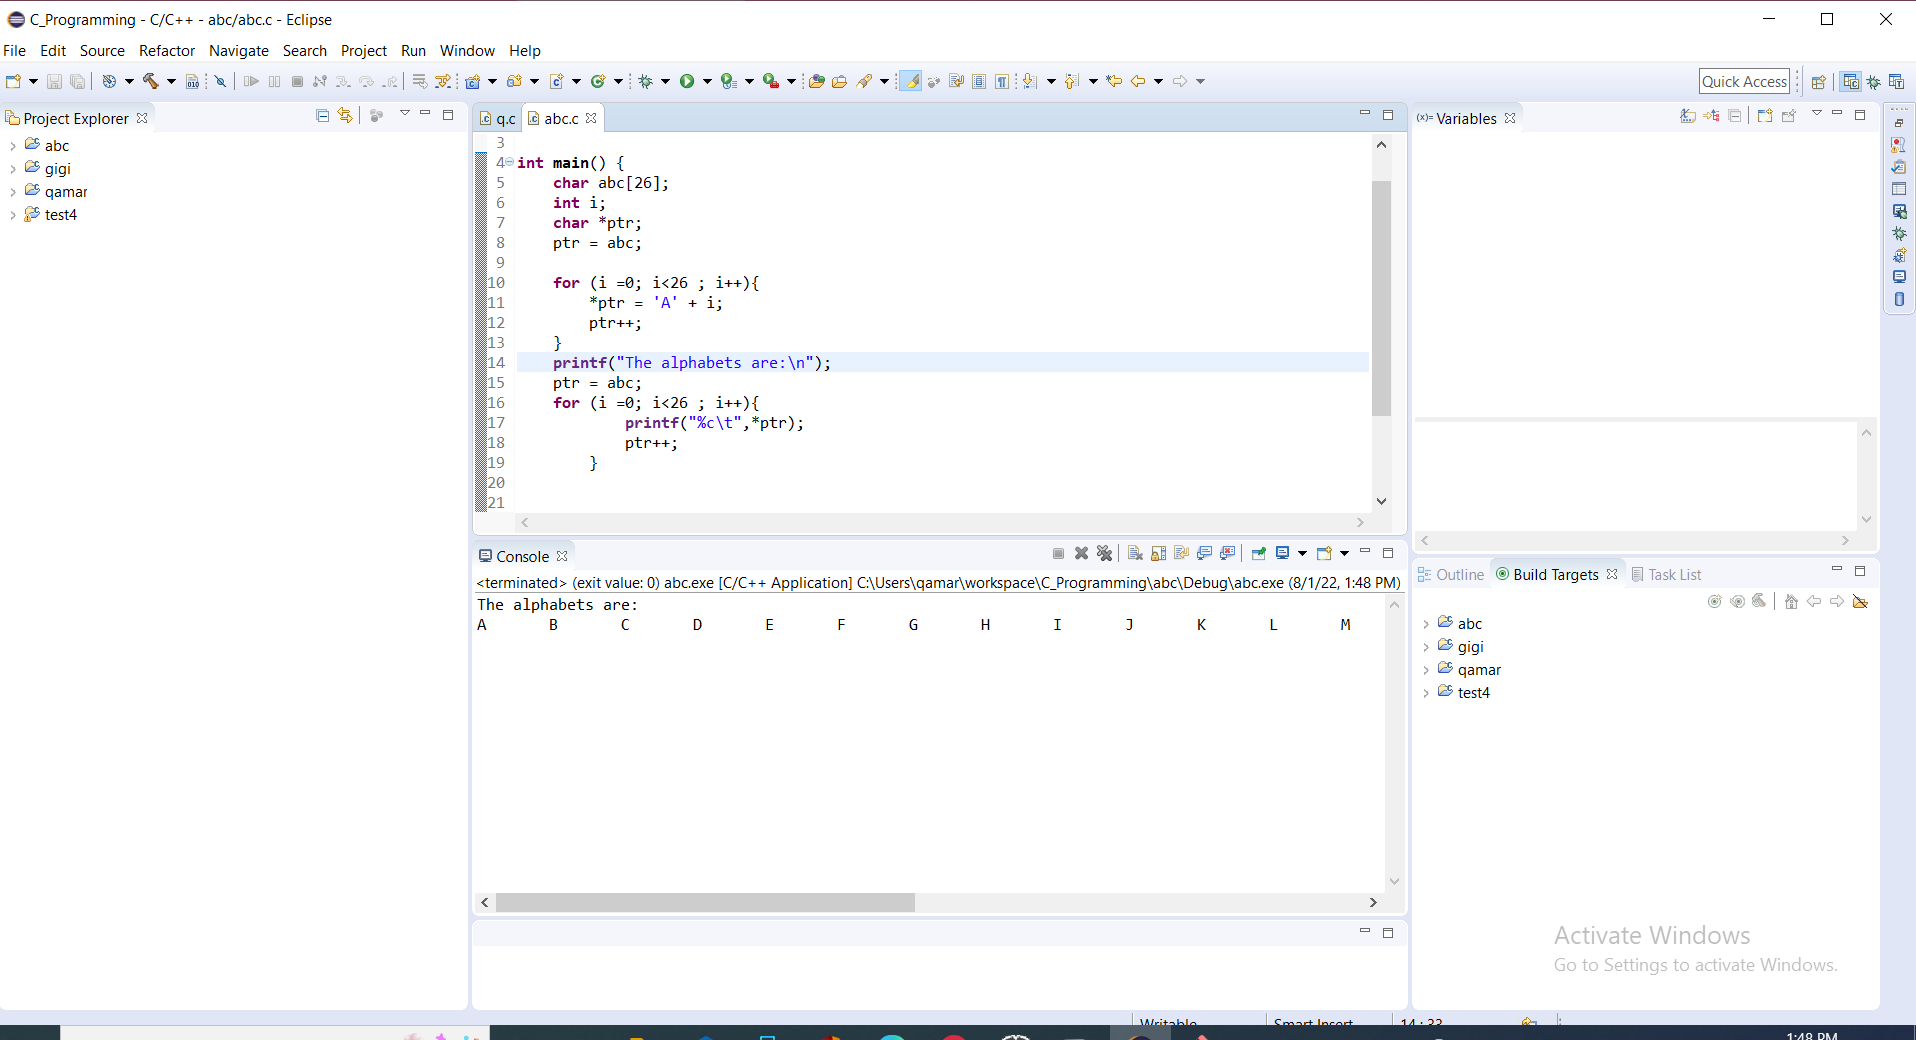 C_Programming - C/C++ - abc/abc.c - Eclipse
File Edit Source Refactor Navigate Search Project Run Window Help
Quick Access
Project Explorer
abc
gigi
qamar
test4
q.c abc.c
3
4 int main() {
5 char abc[26];
6 int i;
7 char *ptr;
8 ptr = abc;
9
10 for (i =0; i<26 ; i++){
11 *ptr = 'A' + i;
12 ptr++;
13 }
14 printf("The alphabets are:\n");
15 ptr = abc;
16 for (i =0; i<26 ; i++){
17 printf("%c\t",*ptr);
18 ptr++;
19 }
20
21
Console
<terminated> (exit value: 0) abc.exe [C/C++ Application] C:\Users\qamar\workspace\C_Programming\abc\Debug\abc.exe (8/1/22, 1:48 PM)
The alphabets are:
A B C D E F G H I J K L M
(x)= Variables
Outline Build Targets Task List
abc
gigi
qamar
test4
Activate Windows
Go to Settings to activate Windows.
Writable Smart Insert 14 : 33
1:48 PM